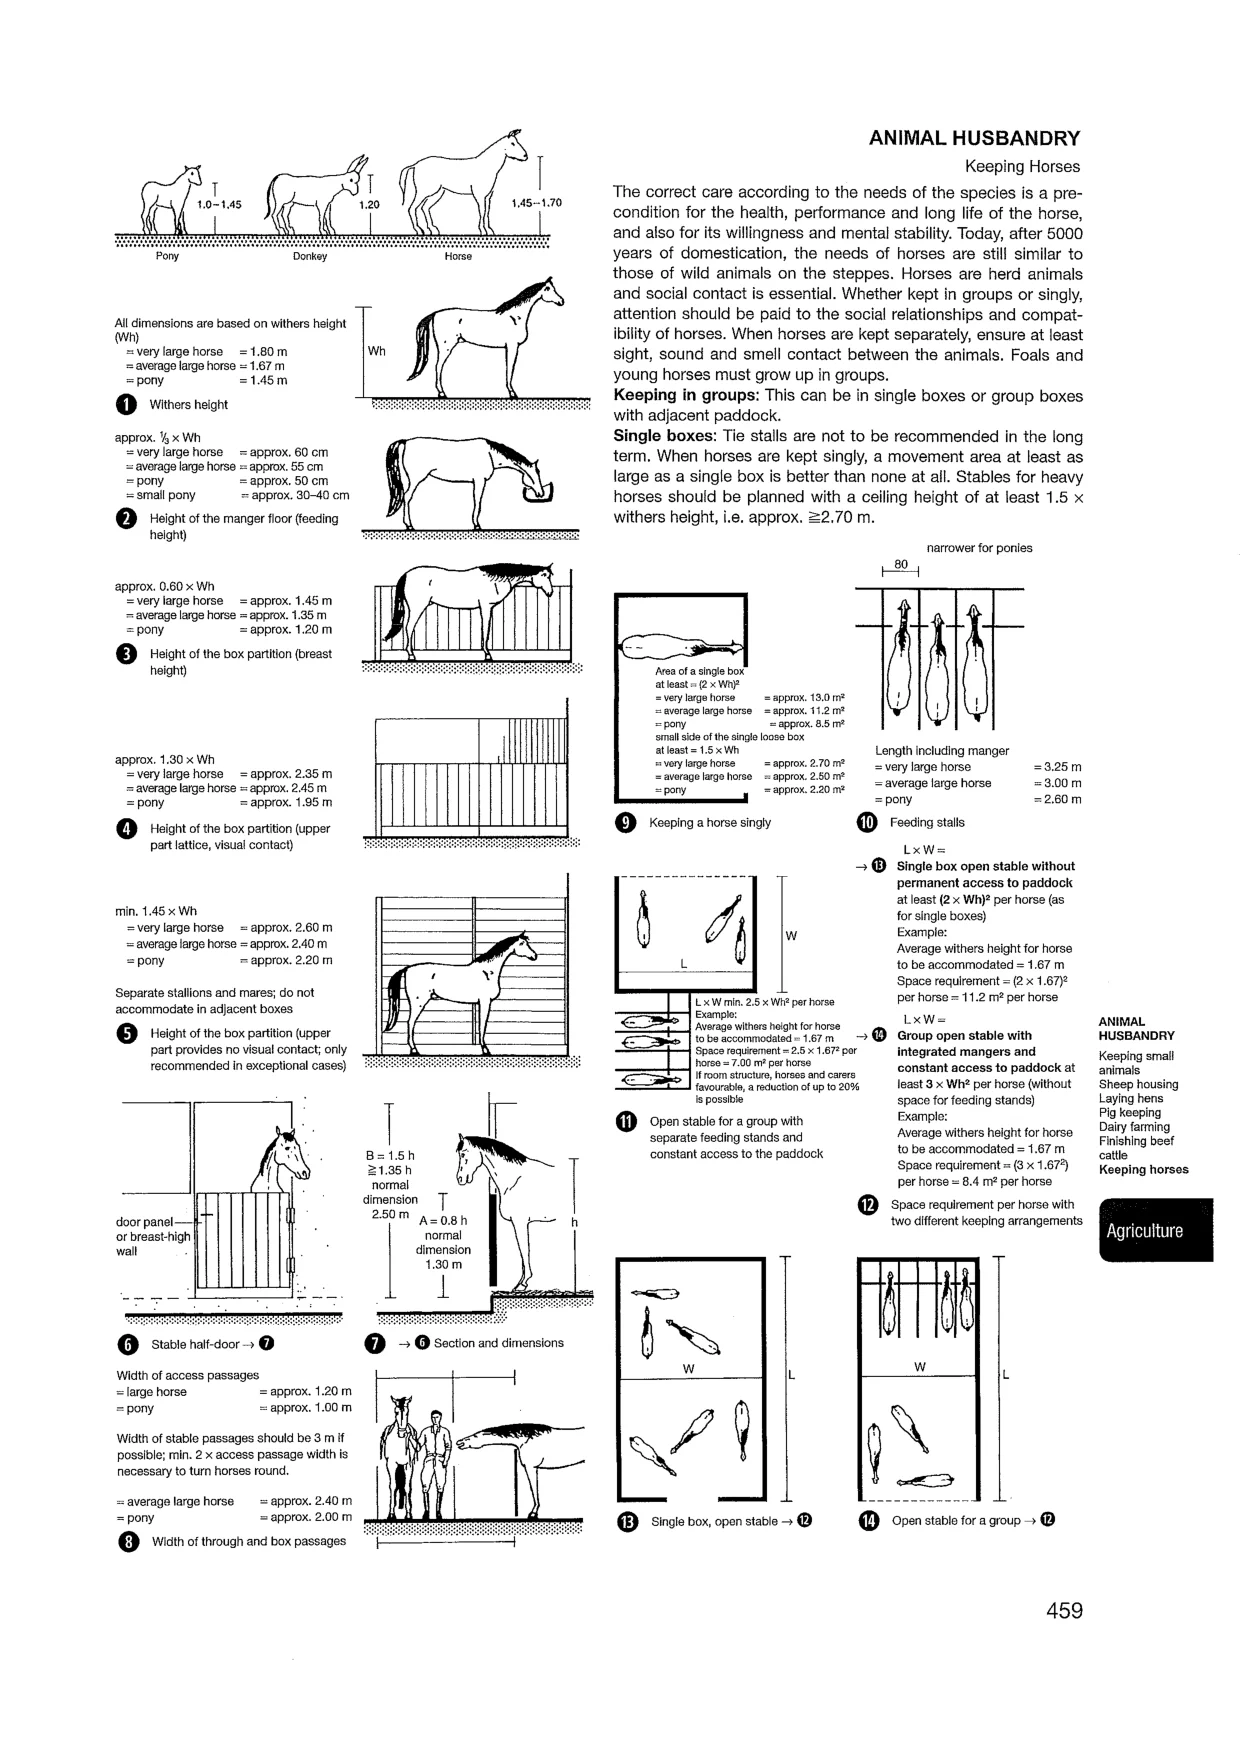 ANIMAL HUSBANDRY
Keeping Horses
1.0–1.45
1.20
1.45–1.70
Pony
Donkey
Horse
All dimensions are based on withers height
(Wh)
= very large horse = 1.80 m
= average large horse = 1.67 m
= pony = 1.45 m
Wh
1 Withers height
approx. ⅓ x Wh
= very large horse = approx. 60 cm
= average large horse = approx. 55 cm
= pony = approx. 50 cm
= small pony = approx. 30–40 cm
2 Height of the manger floor (feeding
height)
approx. 0.60 x Wh
= very large horse = approx. 1.45 m
= average large horse = approx. 1.35 m
= pony = approx. 1.20 m
3 Height of the box partition (breast
height)
approx. 1.30 x Wh
= very large horse = approx. 2.35 m
= average large horse = approx. 2.45 m
= pony = approx. 1.95 m
4 Height of the box partition (upper
part lattice, visual contact)
min. 1.45 x Wh
= very large horse = approx. 2.60 m
= average large horse = approx. 2.40 m
= pony = approx. 2.20 m
Separate stallions and mares; do not
accommodate in adjacent boxes
5 Height of the box partition (upper
part provides no visual contact; only
recommended in exceptional cases)
door panel
or breast-high
wall
6 Stable half-door → 7
B = 1.5 h
≧1.35 h
normal
dimension
2.50 m
A = 0.8 h
normal
dimension
1.30 m
h
7 → 6 Section and dimensions
Width of access passages
= large horse = approx. 1.20 m
= pony = approx. 1.00 m
Width of stable passages should be 3 m if
possible; min. 2 x access passage width is
necessary to turn horses round.
= average large horse = approx. 2.40 m
= pony = approx. 2.00 m
8 Width of through and box passages
The correct care according to the needs of the species is a pre-
condition for the health, performance and long life of the horse,
and also for its willingness and mental stability. Today, after 5000
years of domestication, the needs of horses are still similar to
those of wild animals on the steppes. Horses are herd animals
and social contact is essential. Whether kept in groups or singly,
attention should be paid to the social relationships and compat-
ibility of horses. When horses are kept separately, ensure at least
sight, sound and smell contact between the animals. Foals and
young horses must grow up in groups.
Keeping in groups: This can be in single boxes or group boxes
with adjacent paddock.
Single boxes: Tie stalls are not to be recommended in the long
term. When horses are kept singly, a movement area at least as
large as a single box is better than none at all. Stables for heavy
horses should be planned with a ceiling height of at least 1.5 x
withers height, i.e. approx. ≧2.70 m.
Area of a single box
at least = (2 x Wh)²
= very large horse = approx. 13.0 m²
= average large horse = approx. 11.2 m²
= pony = approx. 8.5 m²
small side of the single loose box
at least = 1.5 x Wh
= very large horse = approx. 2.70 m²
= average large horse = approx. 2.50 m²
= pony = approx. 2.20 m²
9 Keeping a horse singly
narrower for ponies
80
Length including manger
= very large horse = 3.25 m
= average large horse = 3.00 m
= pony = 2.60 m
10 Feeding stalls
W
L
L x W min. 2.5 x Wh² per horse
Example:
Average withers height for horse
to be accommodated = 1.67 m
Space requirement = 2.5 x 1.67² per
horse = 7.00 m² per horse
If room structure, horses and carers
favourable, a reduction of up to 20%
is possible
11 Open stable for a group with
separate feeding stands and
constant access to the paddock
L x W =
→ 13 Single box open stable without
permanent access to paddock
at least (2 x Wh)² per horse (as
for single boxes)
Example:
Average withers height for horse
to be accommodated = 1.67 m
Space requirement = (2 x 1.67)²
per horse = 11.2 m² per horse
L x W =
→ 14 Group open stable with
integrated mangers and
constant access to paddock at
least 3 x Wh² per horse (without
space for feeding stands)
Example:
Average withers height for horse
to be accommodated = 1.67 m
Space requirement = (3 x 1.67²)
per horse = 8.4 m² per horse
12 Space requirement per horse with
two different keeping arrangements
W
L
13 Single box, open stable → 12
W
L
14 Open stable for a group → 12
ANIMAL
HUSBANDRY
Keeping small
animals
Sheep housing
Laying hens
Pig keeping
Dairy farming
Finishing beef
cattle
Keeping horses
Agriculture
459